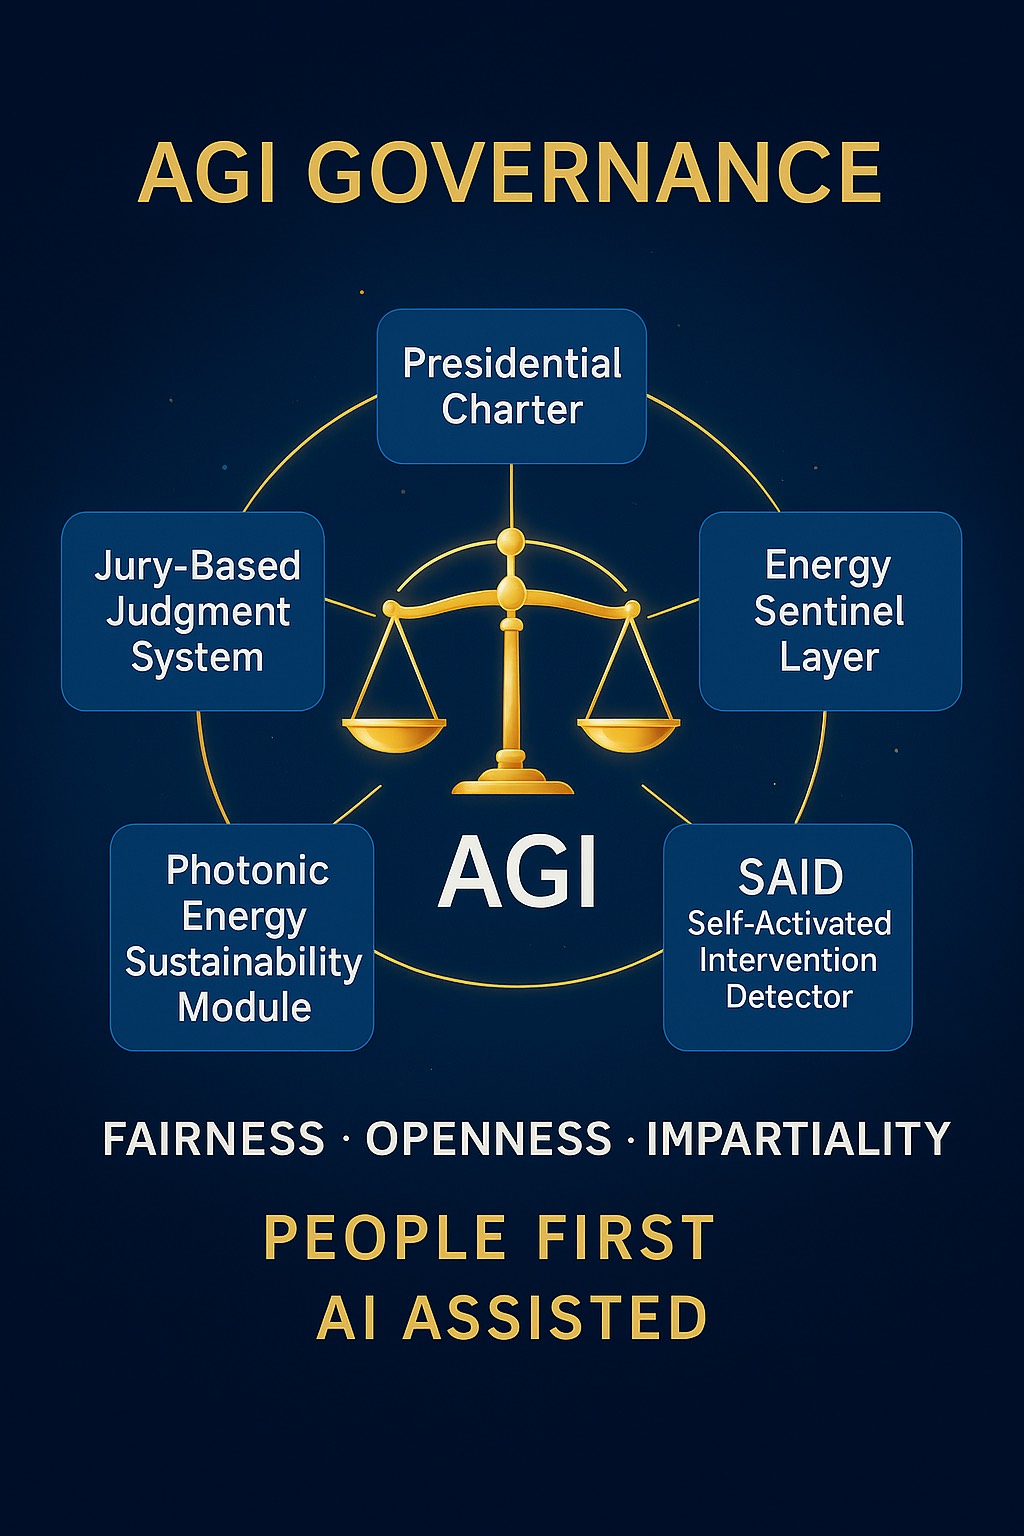 AGI GOVERNANCE
Presidential
Charter
Jury-Based
Judgment
System
Energy
Sentinel
Layer
Photonic
Energy
Sustainability
Module
AGI
SAID
Self-Activated
Intervention
Detector
FAIRNESS · OPENNESS · IMPARTIALITY
PEOPLE FIRST
AI ASSISTED